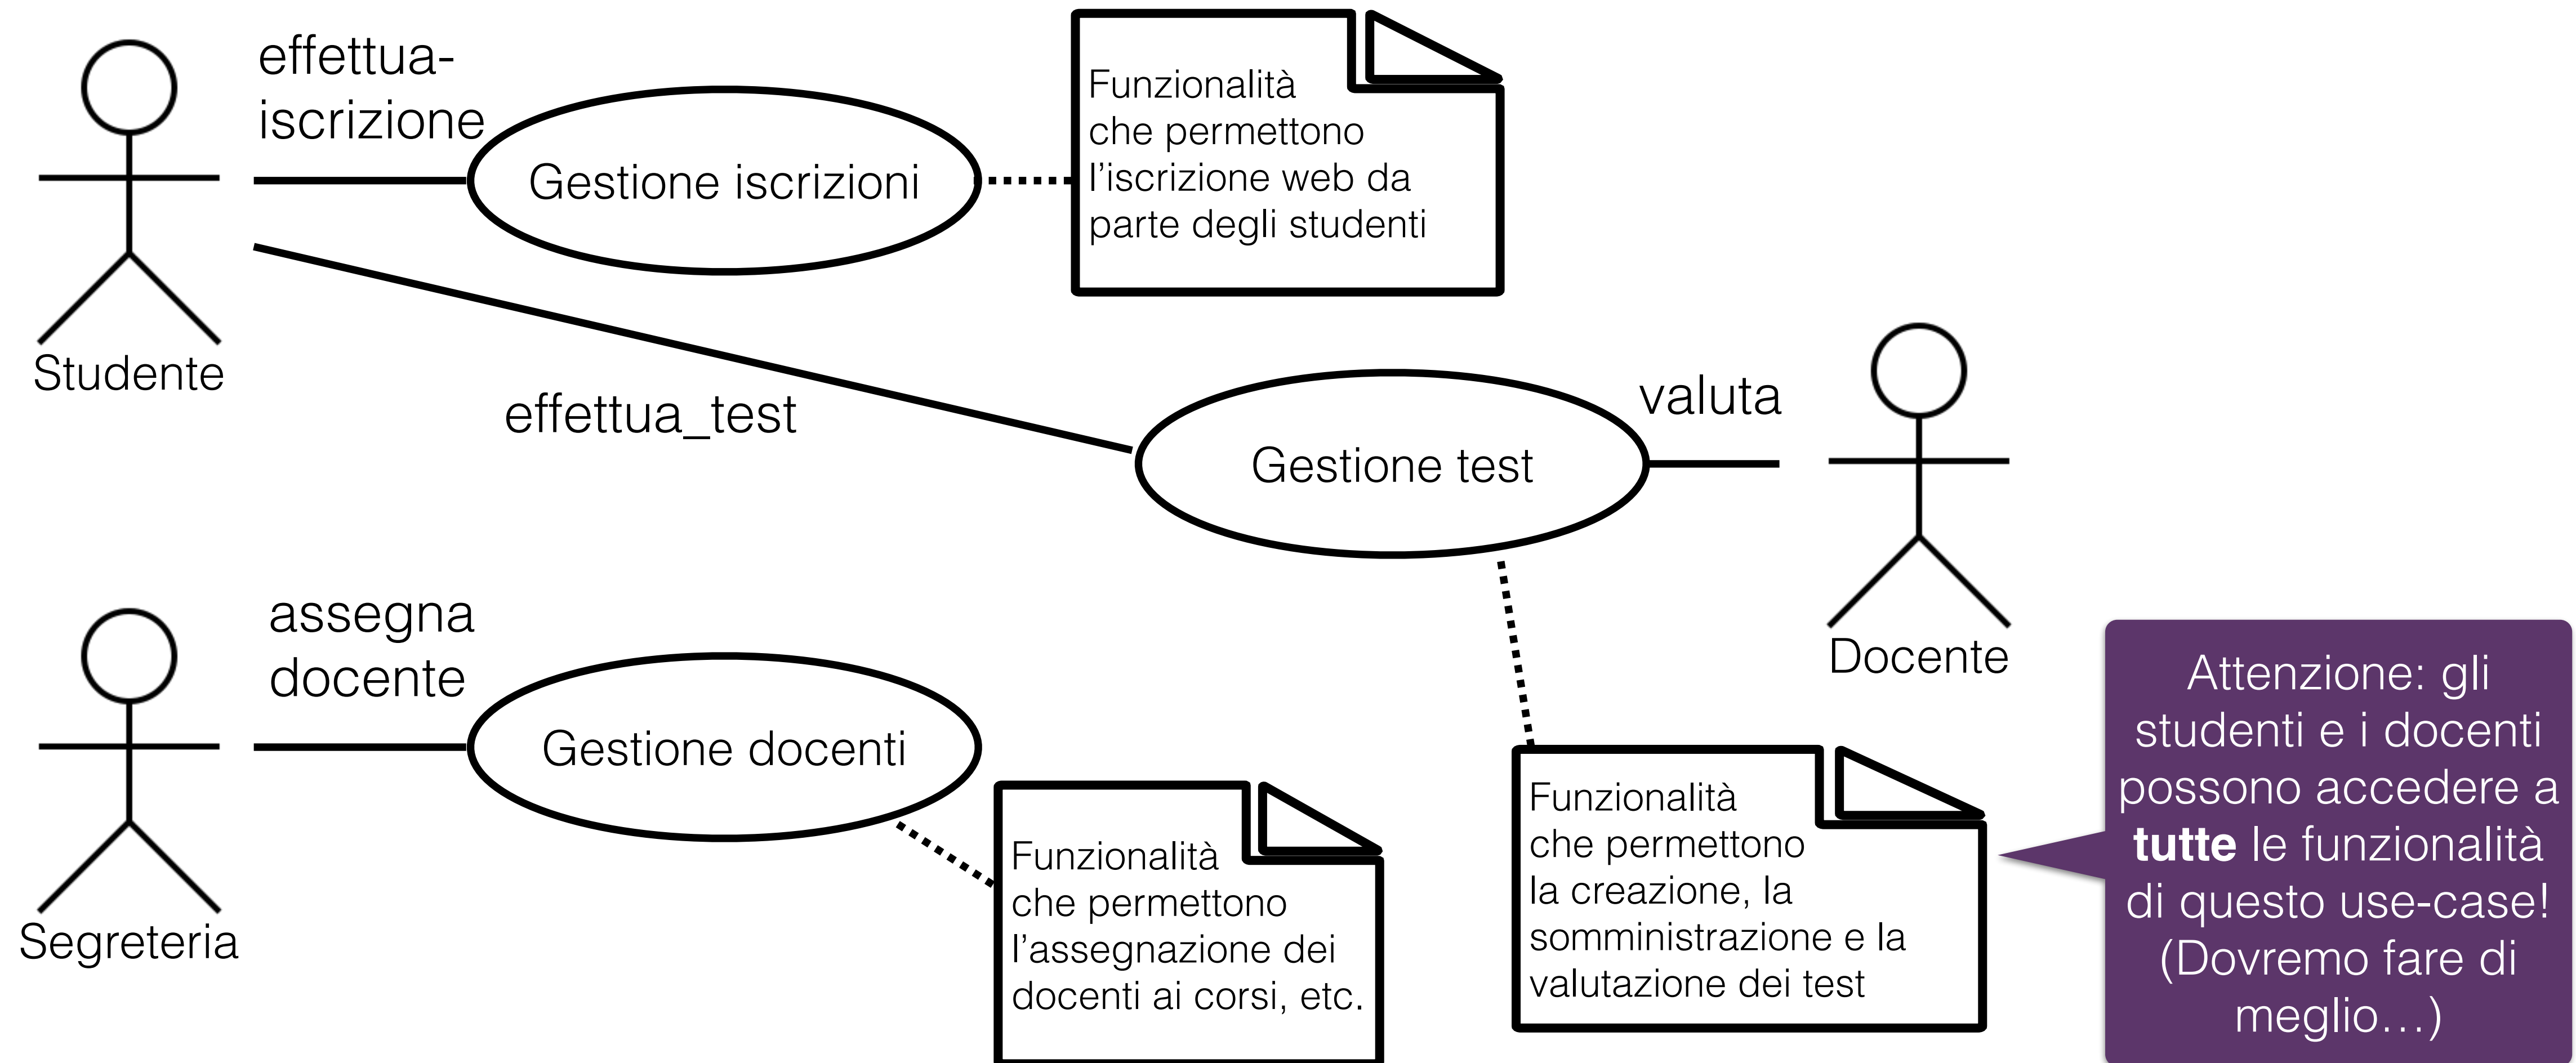 effettua-
iscrizione
Gestione iscrizioni
Funzionalità
che permettono
l'iscrizione web da
parte degli studenti
Studente
effettua_test
Gestione test
valuta
Docente
assegna
docente
Gestione docenti
Segreteria
Funzionalità
che permettono
l'assegnazione dei
docenti ai corsi, etc.
Funzionalità
che permettono
la creazione, la
somministrazione e la
valutazione dei test
Attenzione: gli
studenti e i docenti
possono accedere a
tutte le funzionalità
di questo use-case!
(Dovremo fare di
meglio…)